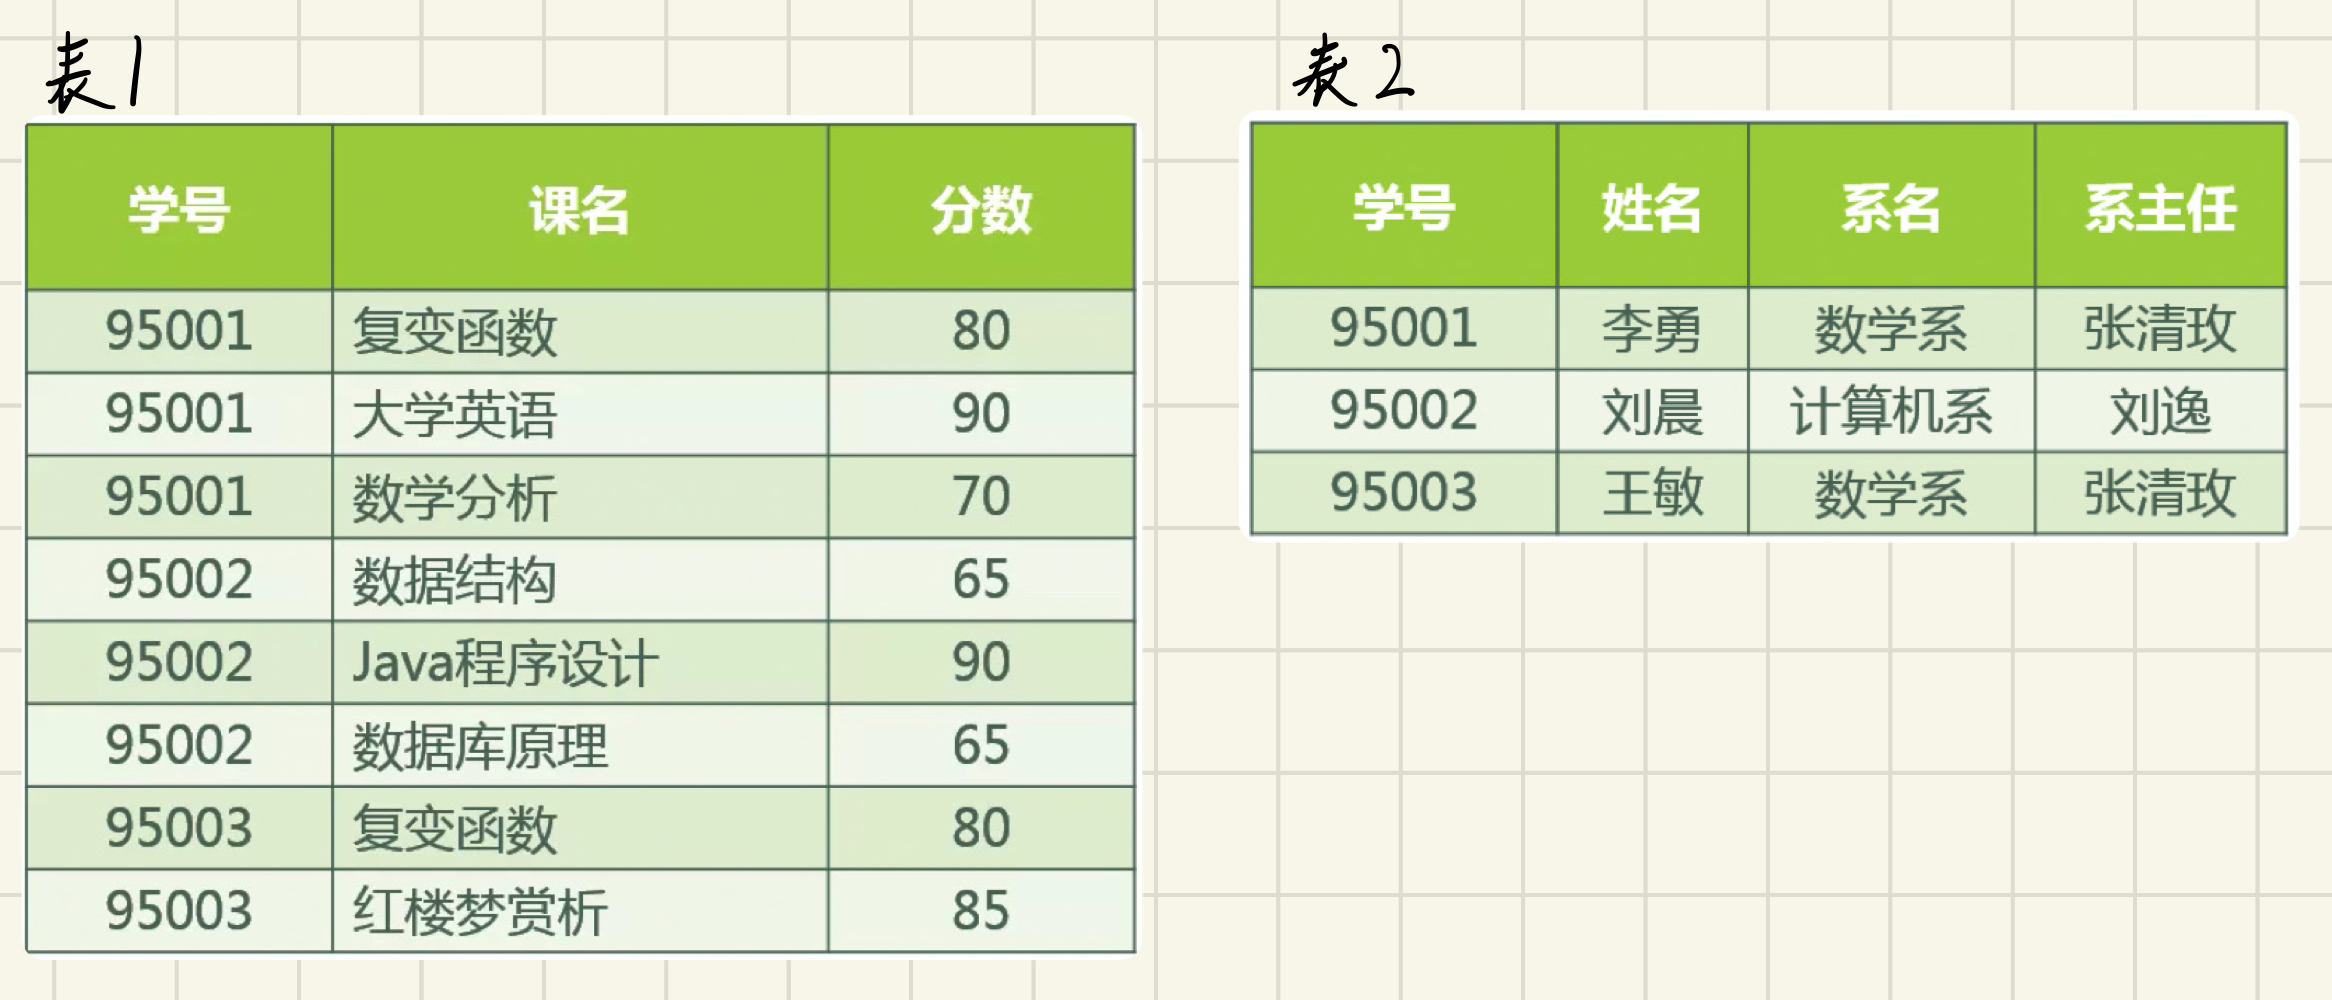 表1
学号 课名 分数
95001 复变函数 80
95001 大学英语 90
95001 数学分析 70
95002 数据结构 65
95002 Java程序设计 90
95002 数据库原理 65
95003 复变函数 80
95003 红楼梦赏析 85
表2
学号 姓名 系名 系主任
95001 李勇 数学系 张清玫
95002 刘晨 计算机系 刘逸
95003 王敏 数学系 张清玫